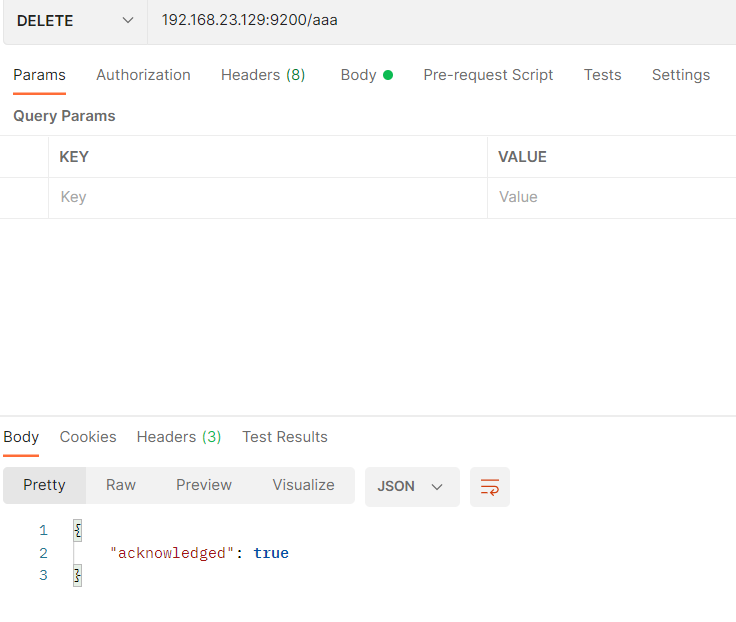 DELETE 192.168.23.129:9200/aaa
Params Authorization Headers (8) Body Pre-request Script Tests Settings
Query Params
KEY VALUE
Key Value
Body Cookies Headers (3) Test Results
Pretty Raw Preview Visualize JSON
1 {
2 "acknowledged": true
3 }